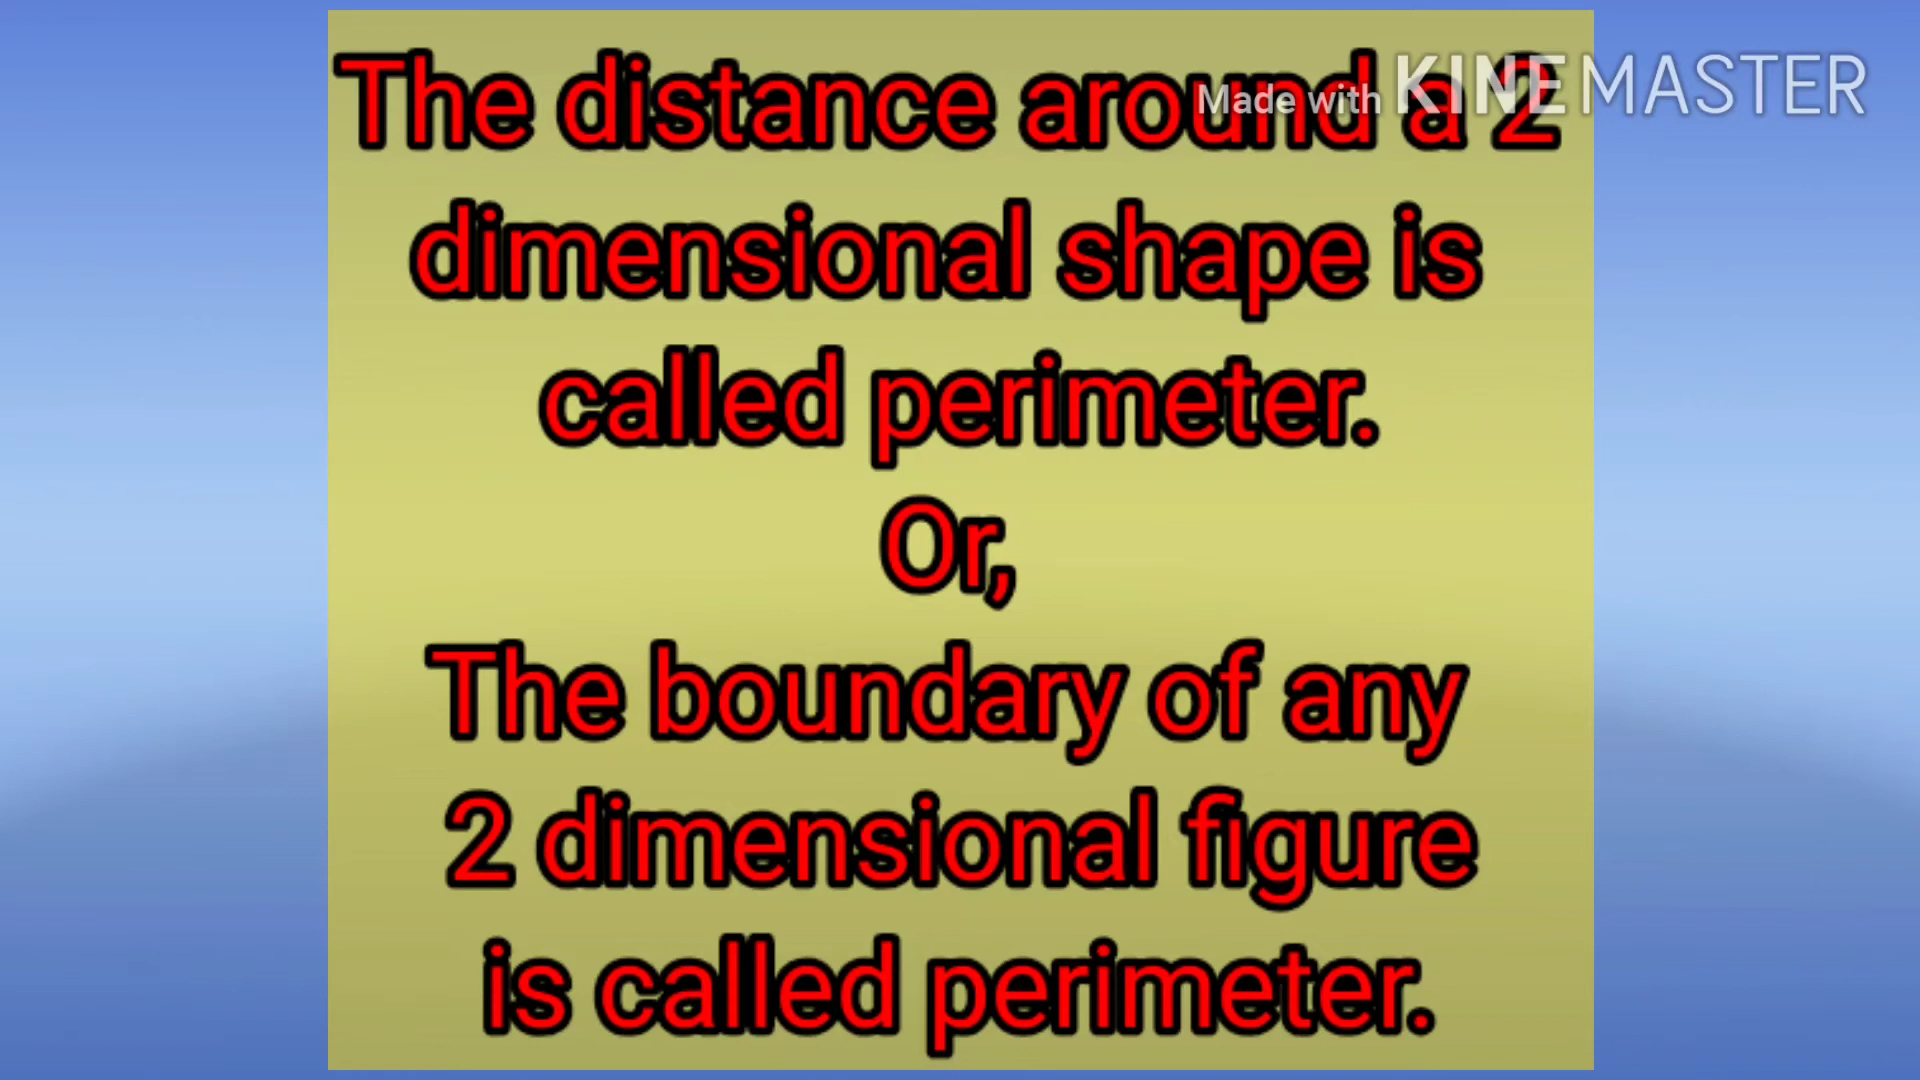 The distance around a 2
Made with KINEMASTER
dimensional shape is
called perimeter.
Or,
The boundary of any
2 dimensional figure
is called perimeter.